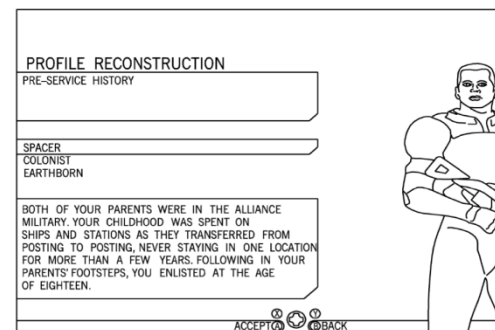 PROFILE RECONSTRUCTION
PRE-SERVICE HISTORY
SPACER
COLONIST
EARTHBORN
BOTH OF YOUR PARENTS WERE IN THE ALLIANCE
MILITARY. YOUR CHILDHOOD WAS SPENT ON
SHIPS AND STATIONS AS THEY TRANSFERRED FROM
POSTING TO POSTING, NEVER STAYING IN ONE LOCATION
FOR MORE THAN A FEW YEARS. FOLLOWING IN YOUR
PARENTS' FOOTSTEPS, YOU ENLISTED AT THE AGE
OF EIGHTEEN.
X Y
ACCEPT A B BACK